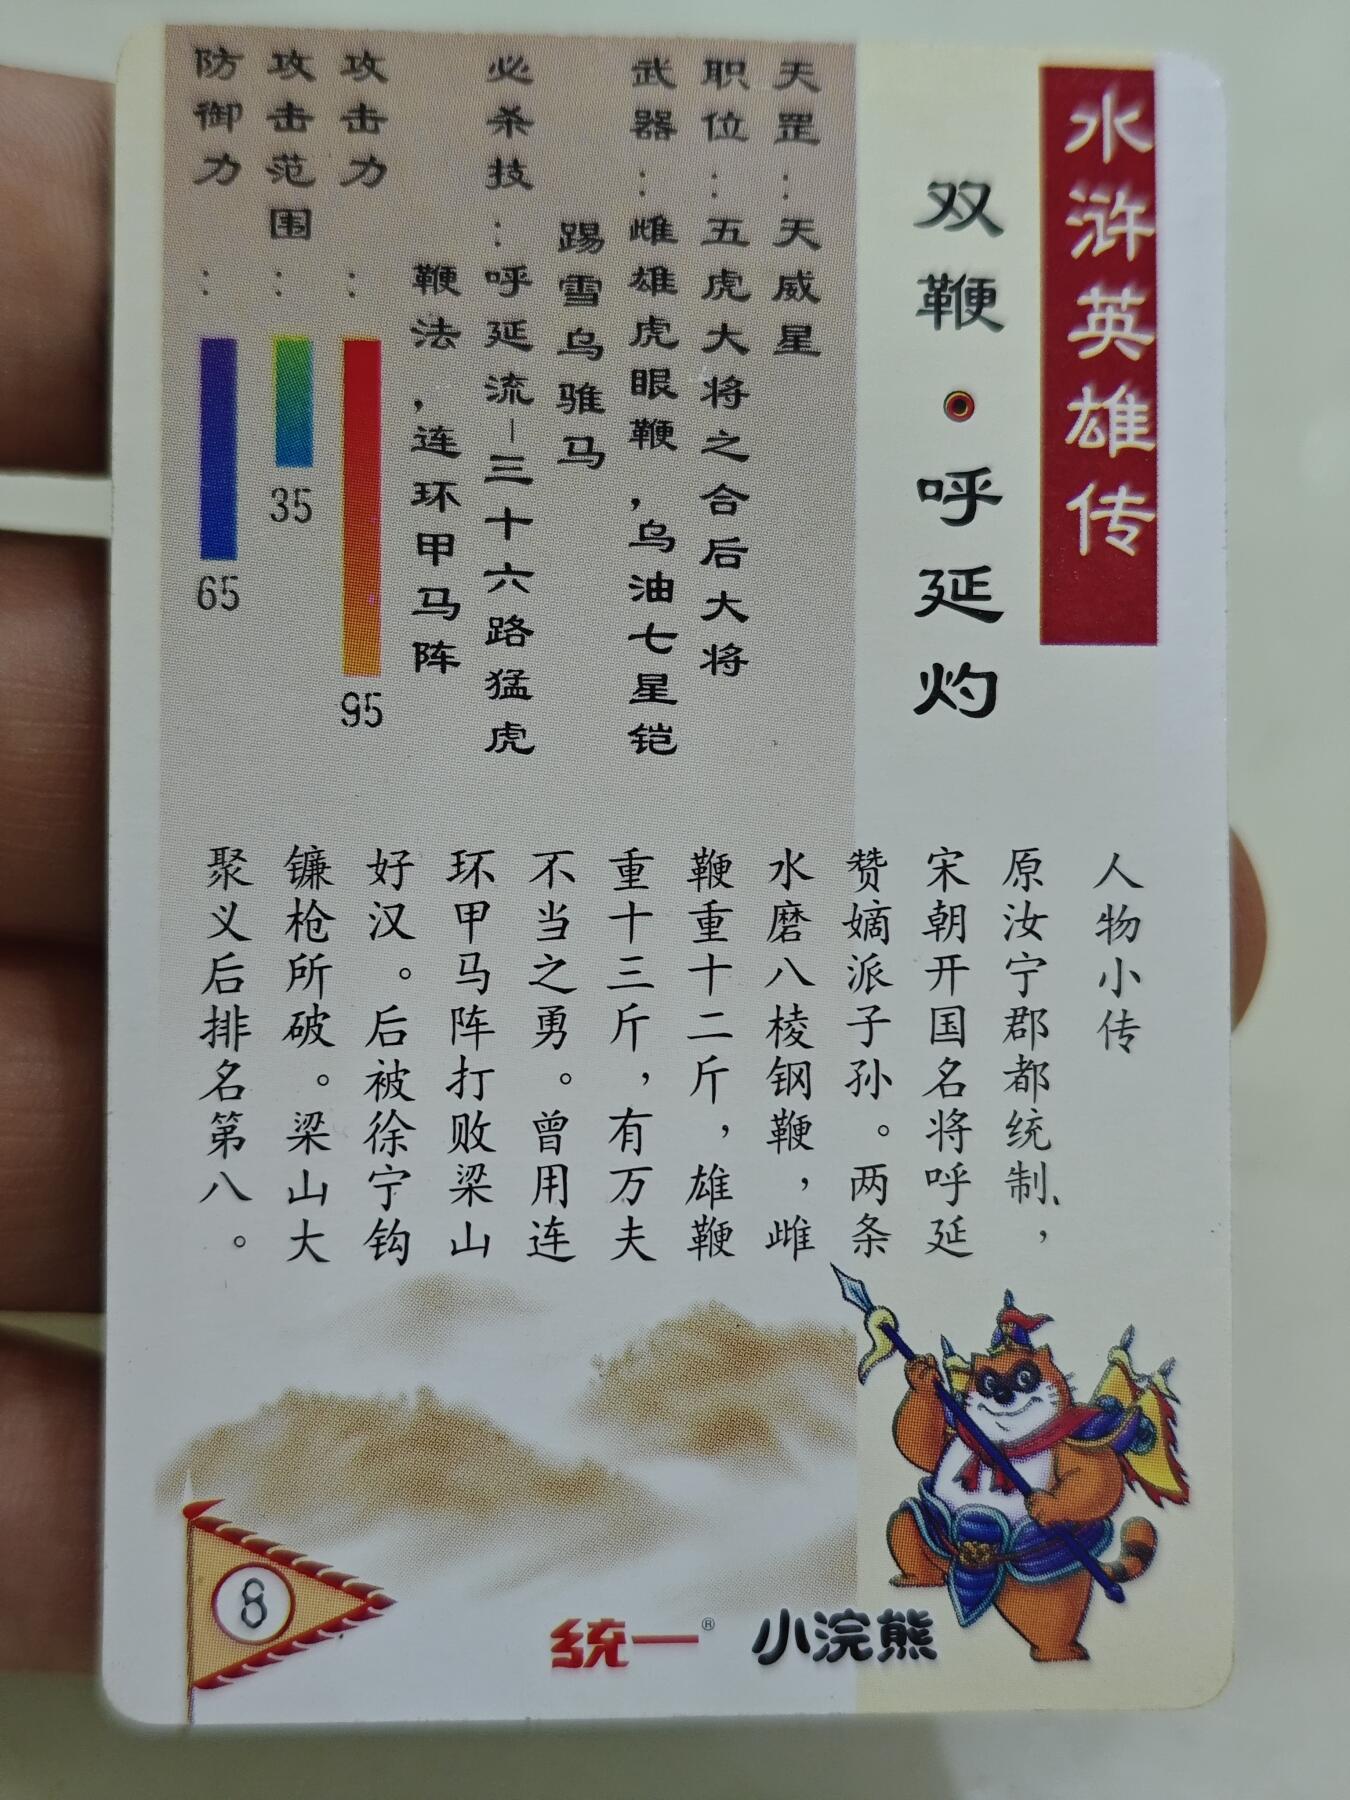 水浒英雄传
双鞭·呼延灼
天罡：天威星
职位：五虎大将之合后大将
武器：雌雄虎眼鞭，乌油七星铠
踢雪乌骓马
必杀技：呼延流－三十六路猛虎
鞭法，连环甲马阵
攻击力：95
攻击范围：35
防御力：65
人物小传
原汝宁郡都统制，
宋朝开国名将呼延
赞嫡派子孙。两条
水磨八棱钢鞭，雌
鞭重十二斤，雄鞭
重十三斤，有万夫
不当之勇。曾用连
环甲马阵打败梁山
好汉。后被徐宁钩
镰枪所破。梁山大
聚义后排名第八。
8
统一® 小浣熊